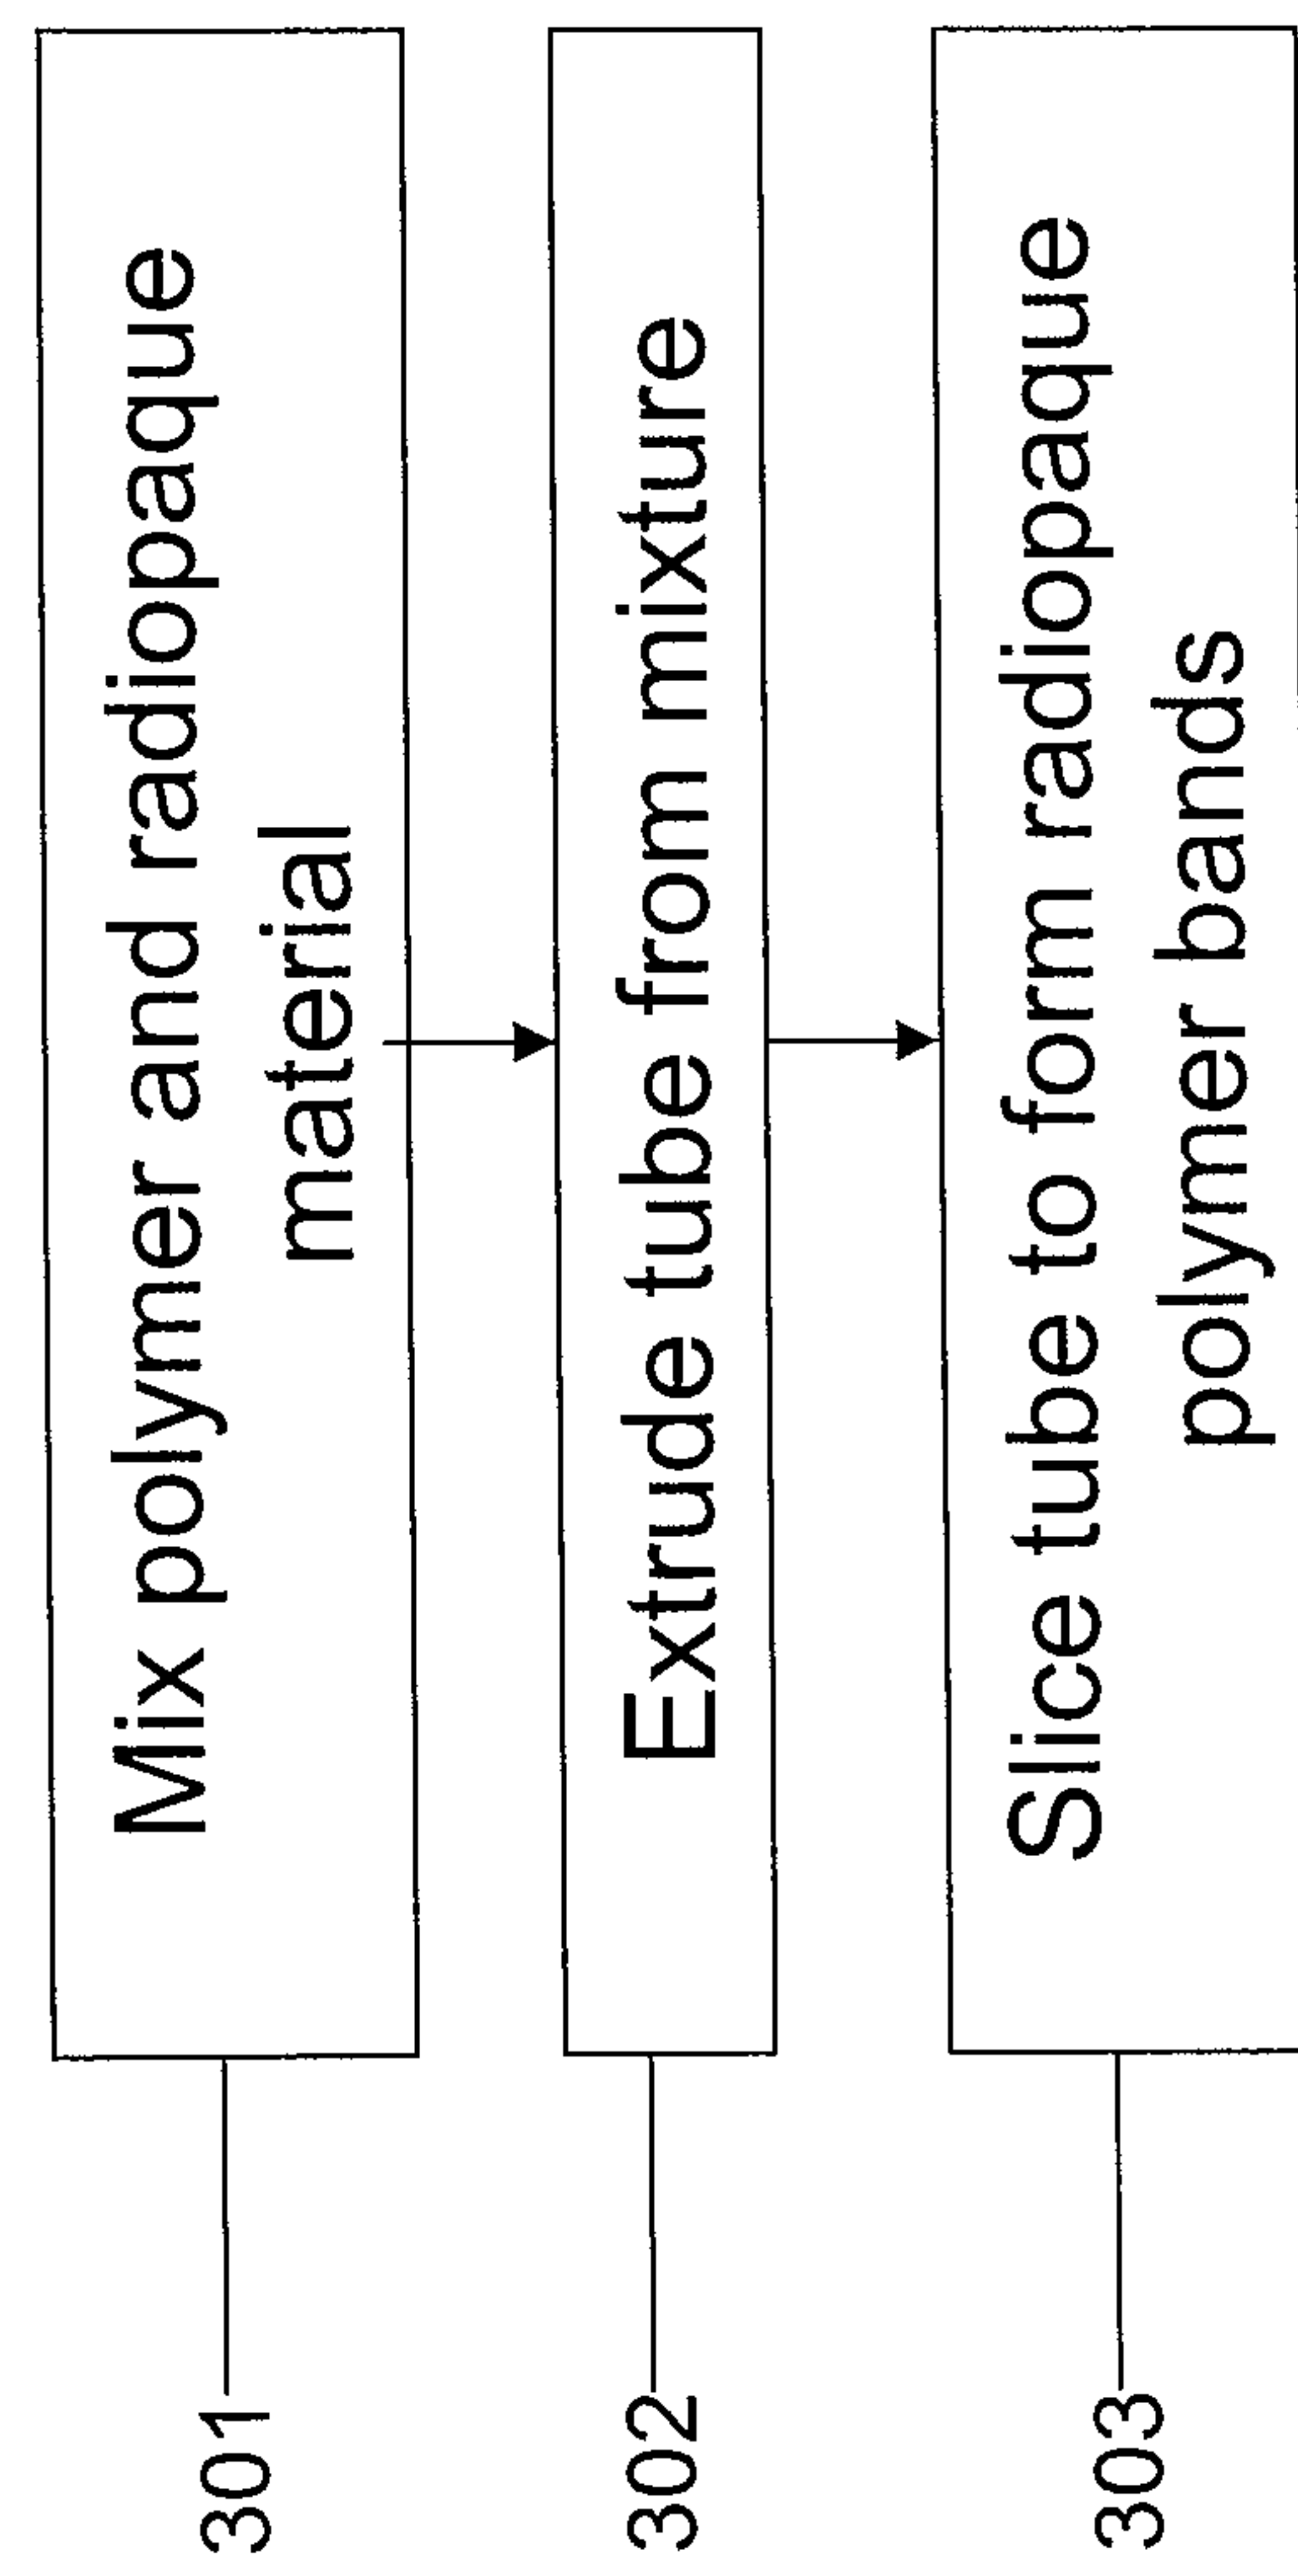 301
Mix polymer and radiopaque
material
302
Extrude tube from mixture
303
Slice tube to form radiopaque
polymer bands